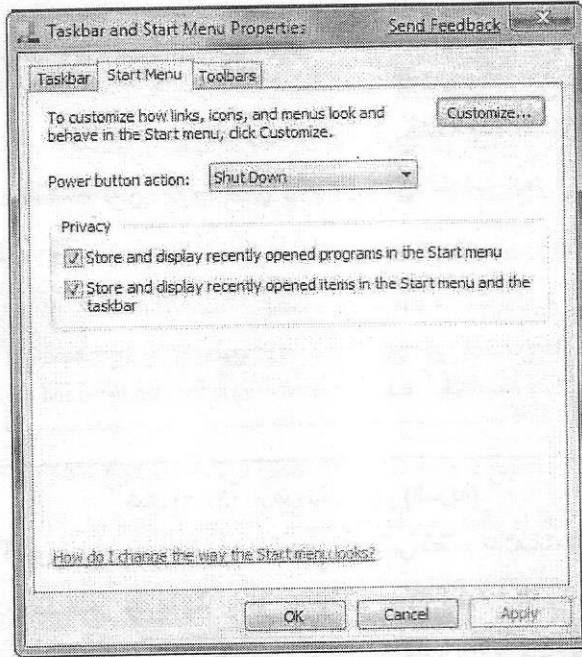 Taskbar and Start Menu Properties Send Feedback
Taskbar Start Menu Toolbars
To customize how links, icons, and menus look and Customize...
behave in the Start menu, click Customize.
Power button action: Shut Down
Privacy
Store and display recently opened programs in the Start menu
Store and display recently opened items in the Start menu and the
taskbar
How do I change the way the Start menu looks?
OK Cancel Apply